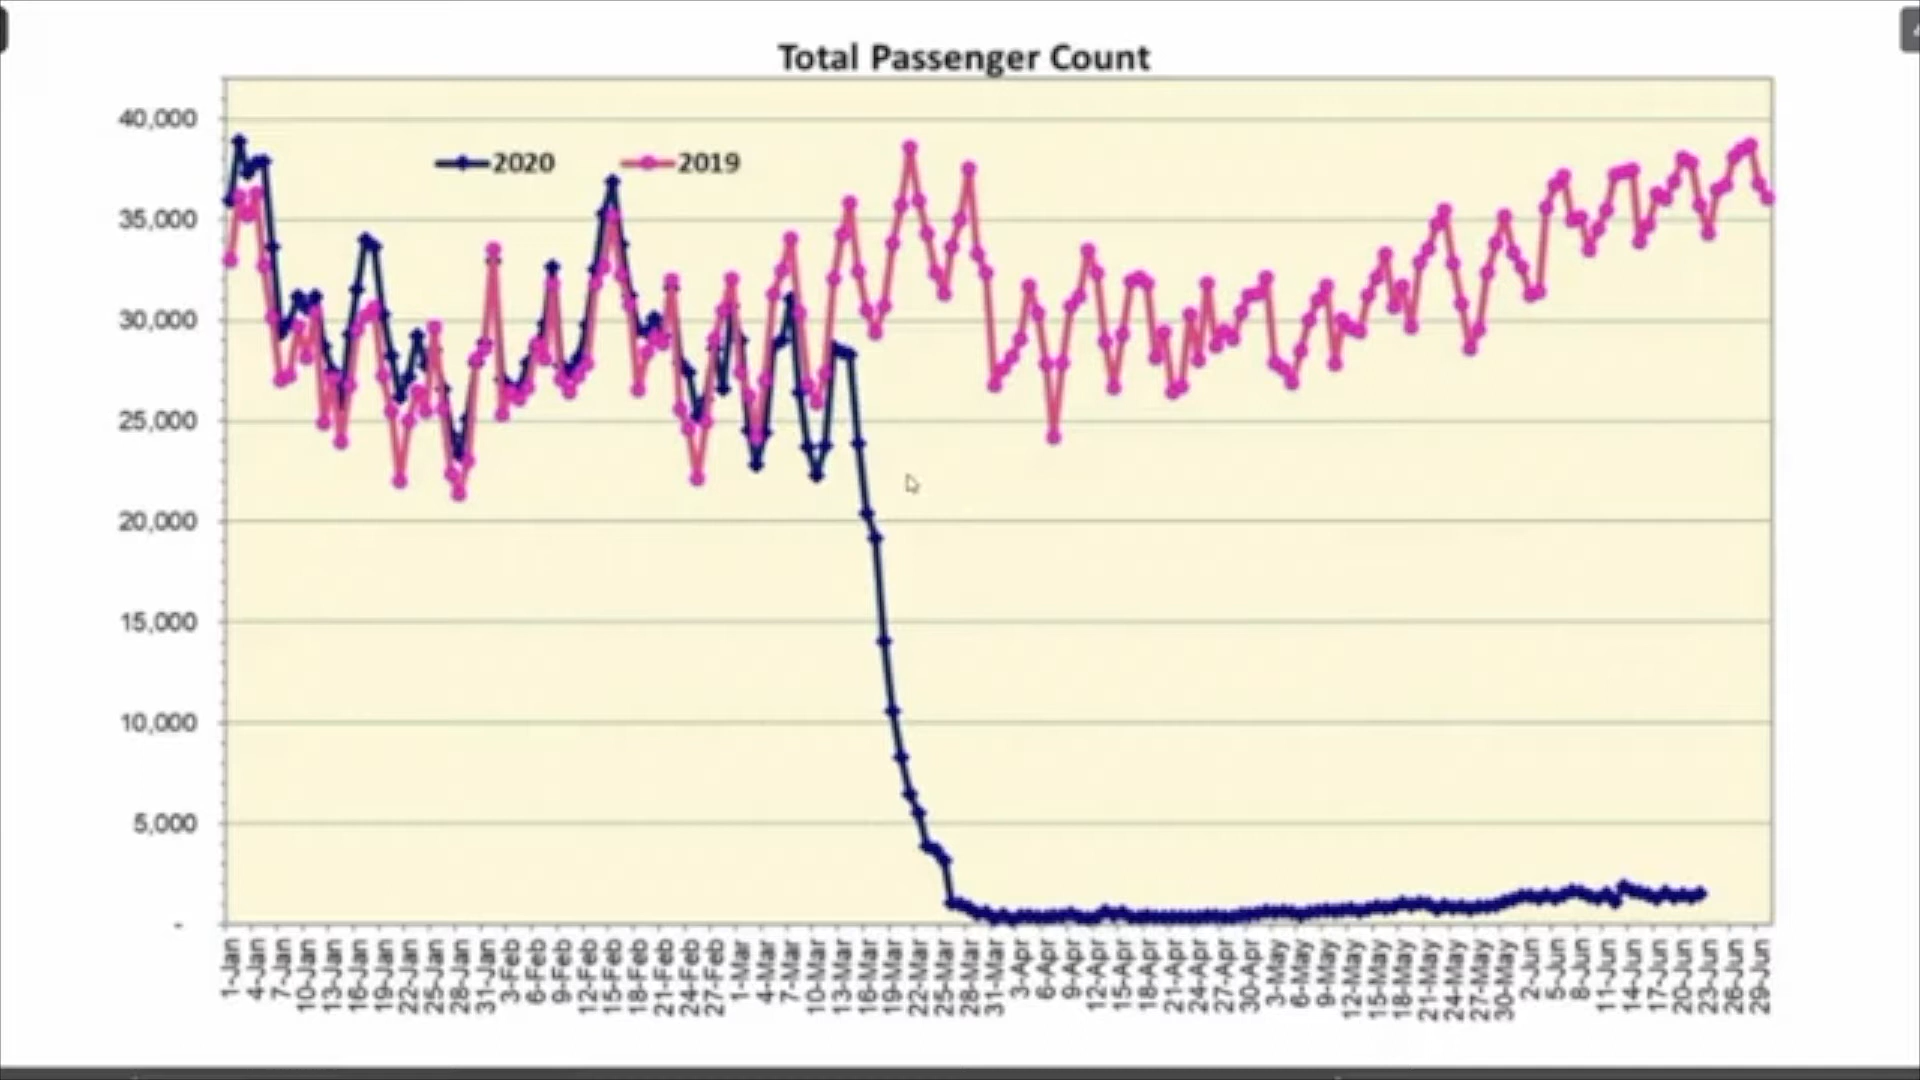 Total Passenger Count
2020
2019
40,000
35,000
30,000
25,000
20,000
15,000
10,000
5,000
-
1-Jan
4-Jan
7-Jan
10-Jan
13-Jan
16-Jan
19-Jan
22-Jan
25-Jan
28-Jan
31-Jan
3-Feb
6-Feb
9-Feb
12-Feb
15-Feb
18-Feb
21-Feb
24-Feb
27-Feb
1-Mar
4-Mar
7-Mar
10-Mar
13-Mar
16-Mar
19-Mar
22-Mar
25-Mar
28-Mar
31-Mar
3-Apr
6-Apr
9-Apr
12-Apr
15-Apr
18-Apr
21-Apr
24-Apr
27-Apr
30-Apr
3-May
6-May
9-May
12-May
15-May
18-May
21-May
24-May
27-May
30-May
2-Jun
5-Jun
8-Jun
11-Jun
14-Jun
17-Jun
20-Jun
23-Jun
26-Jun
29-Jun